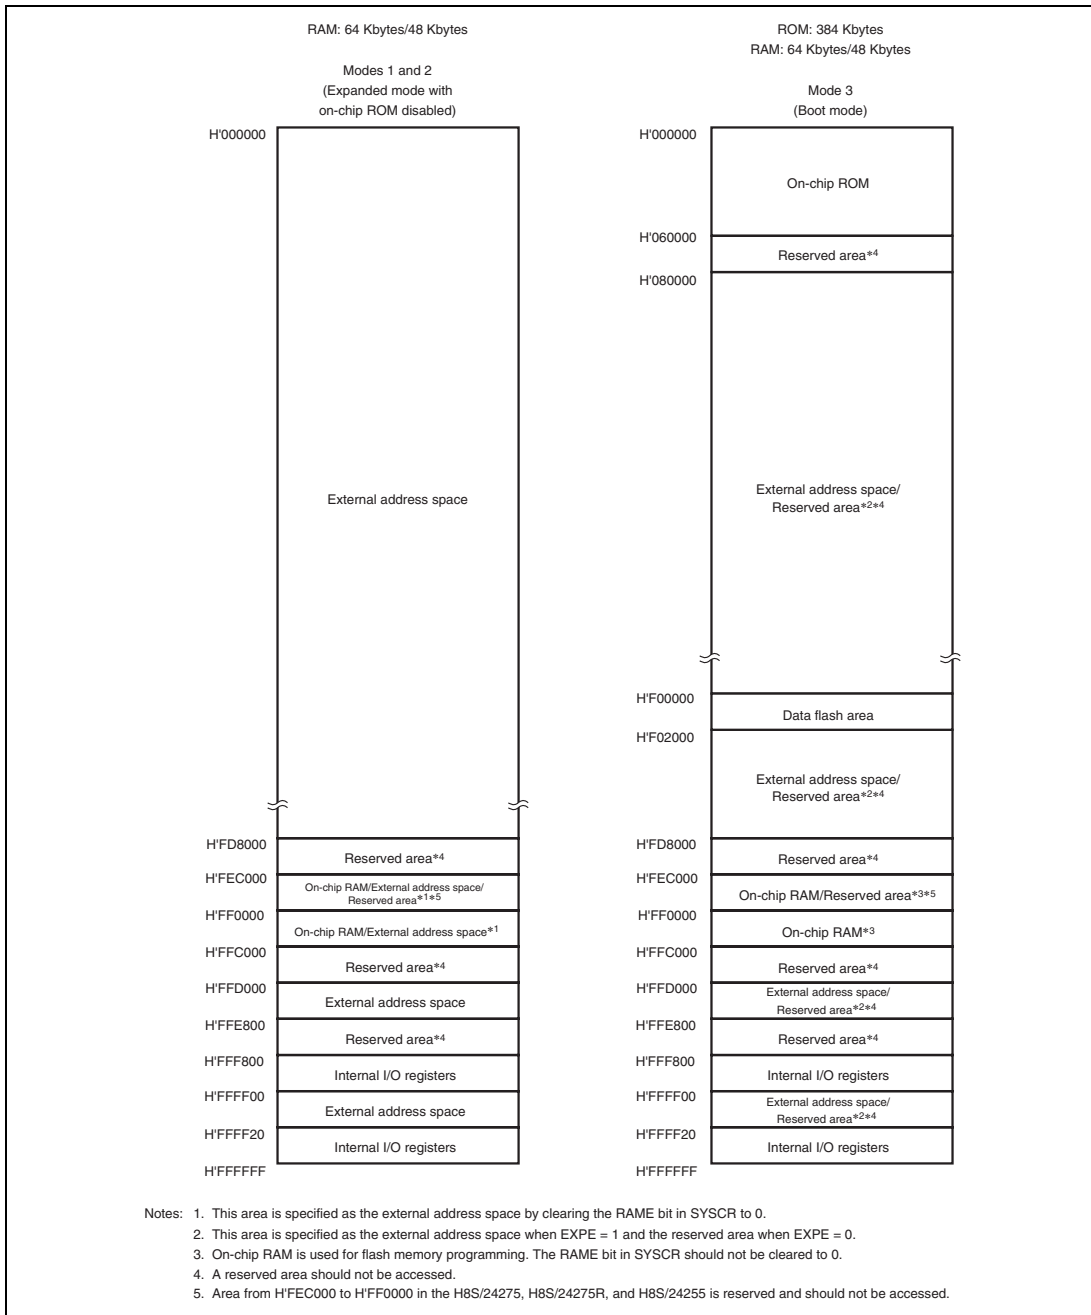 RAM: 64 Kbytes/48 Kbytes
Modes 1 and 2
(Expanded mode with
on-chip ROM disabled)
H'000000
External address space
H'FD8000
Reserved area*4
H'FEC000
On-chip RAM/External address space/
Reserved area*1*5
H'FF0000
On-chip RAM/External address space*1
H'FFC000
Reserved area*4
H'FFD000
External address space
H'FFE800
Reserved area*4
H'FFF800
Internal I/O registers
H'FFFF00
External address space
H'FFFF20
Internal I/O registers
H'FFFFFF
ROM: 384 Kbytes
RAM: 64 Kbytes/48 Kbytes
Mode 3
(Boot mode)
H'000000
On-chip ROM
H'060000
Reserved area*4
H'080000
External address space/
Reserved area*2*4
H'F00000
Data flash area
H'F02000
External address space/
Reserved area*2*4
H'FD8000
Reserved area*4
H'FEC000
On-chip RAM/Reserved area*3*5
H'FF0000
On-chip RAM*3
H'FFC000
Reserved area*4
H'FFD000
External address space/
Reserved area*2*4
H'FFE800
Reserved area*4
H'FFF800
Internal I/O registers
H'FFFF00
External address space/
Reserved area*2*4
H'FFFF20
Internal I/O registers
H'FFFFFF
Notes: 1. This area is specified as the external address space by clearing the RAME bit in SYSCR to 0.
2. This area is specified as the external address space when EXPE = 1 and the reserved area when EXPE = 0.
3. On-chip RAM is used for flash memory programming. The RAME bit in SYSCR should not be cleared to 0.
4. A reserved area should not be accessed.
5. Area from H'FEC000 to H'FF0000 in the H8S/24275, H8S/24275R, and H8S/24255 is reserved and should not be accessed.